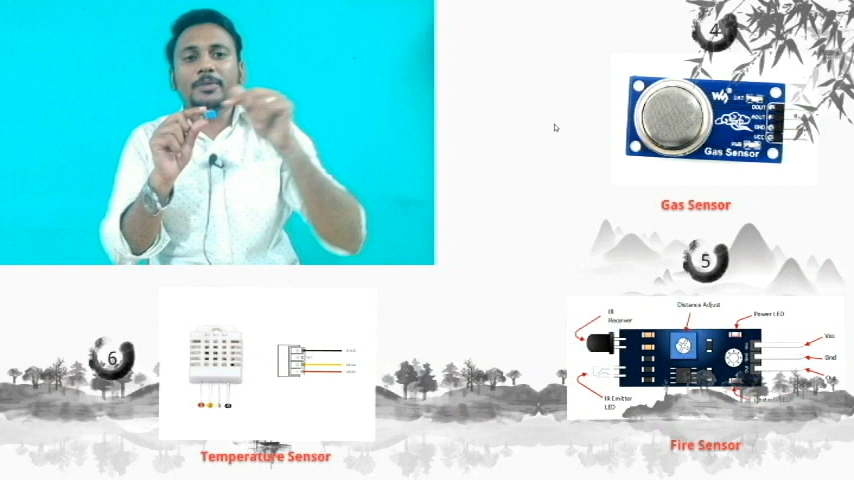 4
DOUT
AOUT
GND
VCC
PWR
Gas Sensor
Gas Sensor
5
Distance Adjust
IR
Receiver
Power LED
Vcc
Gnd
Out
IR Emitter
LED
Fire Sensor
6
Temperature Sensor